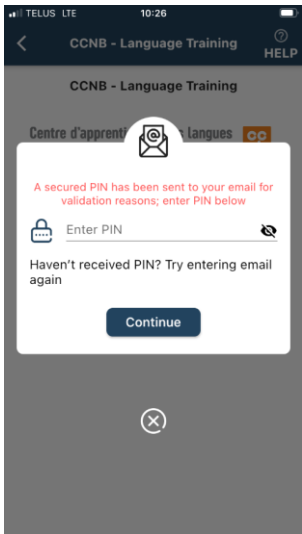 TELUS LTE 10:26
CCNB - Language Training
HELP
CCNB - Language Training
Centre d'apprenti langues cc
A secured PIN has been sent to your email for
validation reasons; enter PIN below
Enter PIN
Haven't received PIN? Try entering email
again
Continue